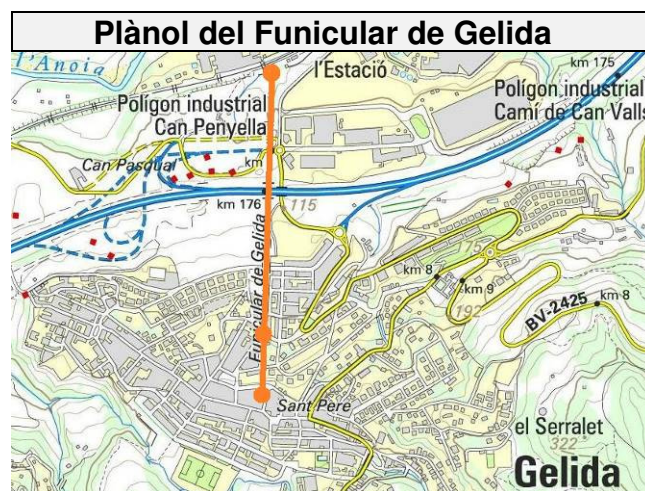 Plànol del Funicular de Gelida
l'Anoia
l'Estació
km 175
Polígon industrial
Can Penyella
Polígon industrial
Camí de Can Valls
Can Pasqual
km
km 176
115
Funicular de Gelida
175
km 8
km 9
192
BV-2425
km 8
Sant Pere
el Serralet
322
Gelida